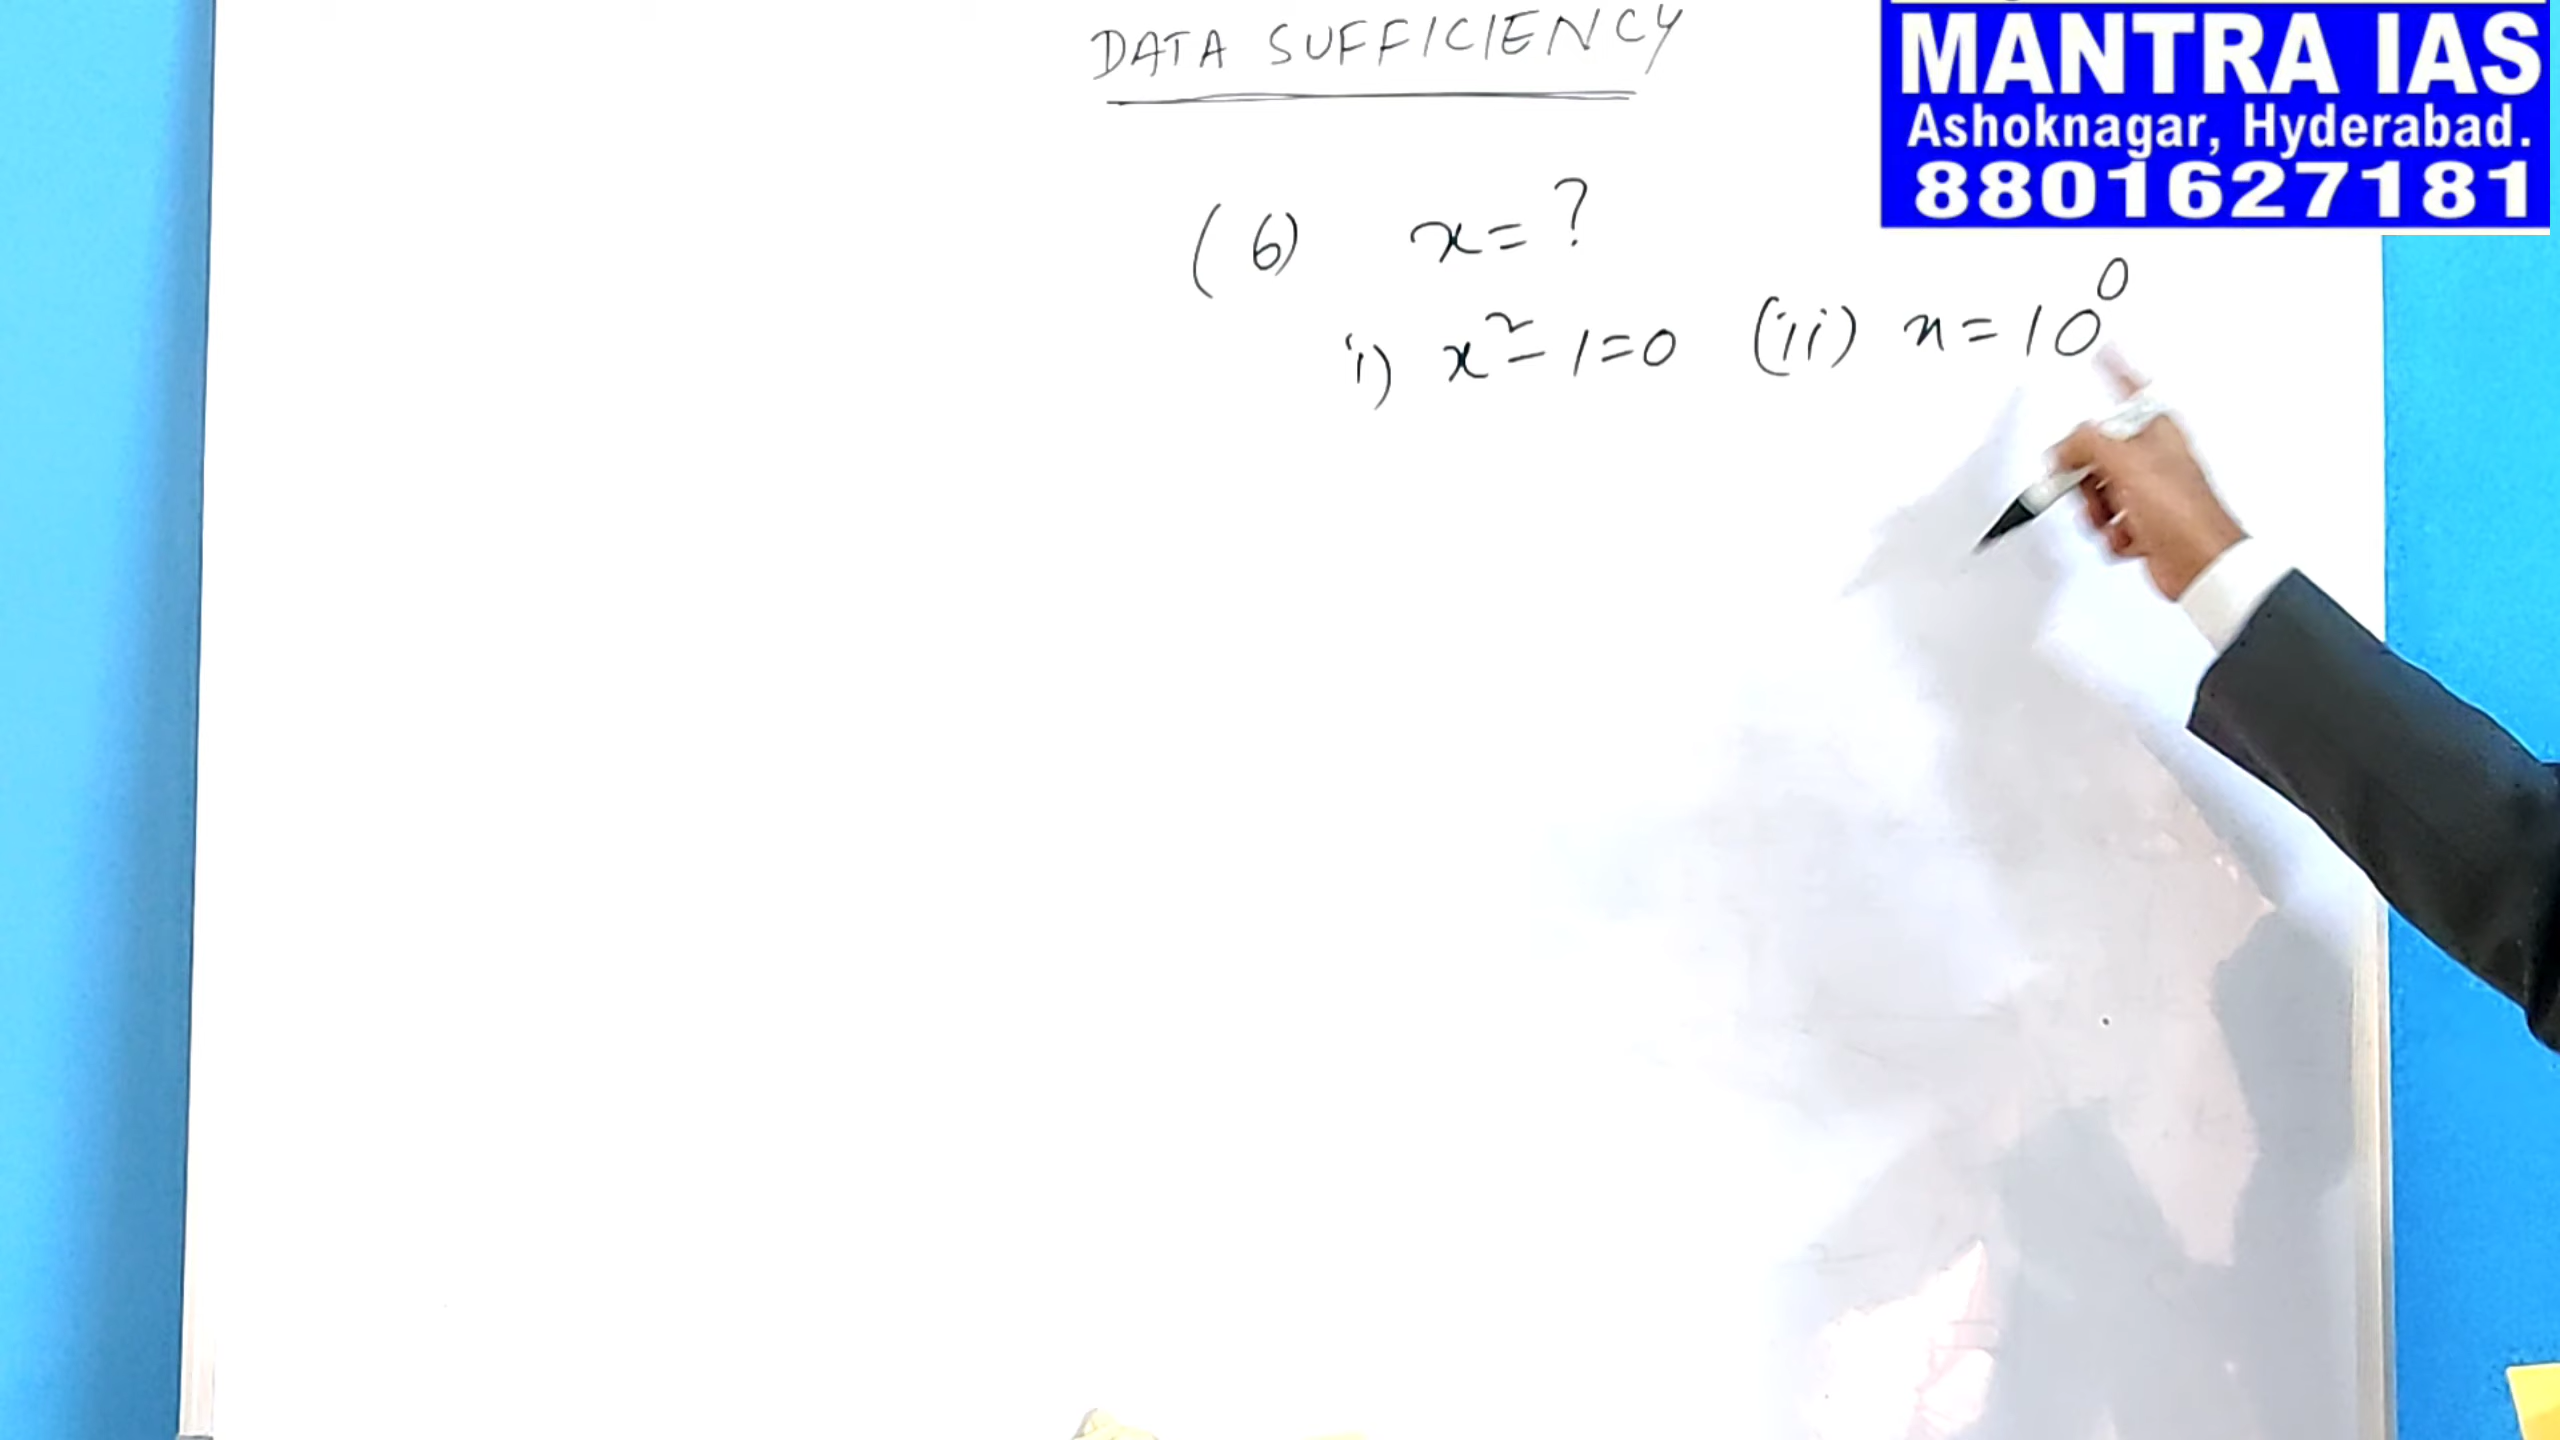 DATA SUFFICIENCY
MANTRA IAS
Ashoknagar, Hyderabad.
8801627181
(6) x = ?
i) x² - 1 = 0 (ii) x = 10⁰